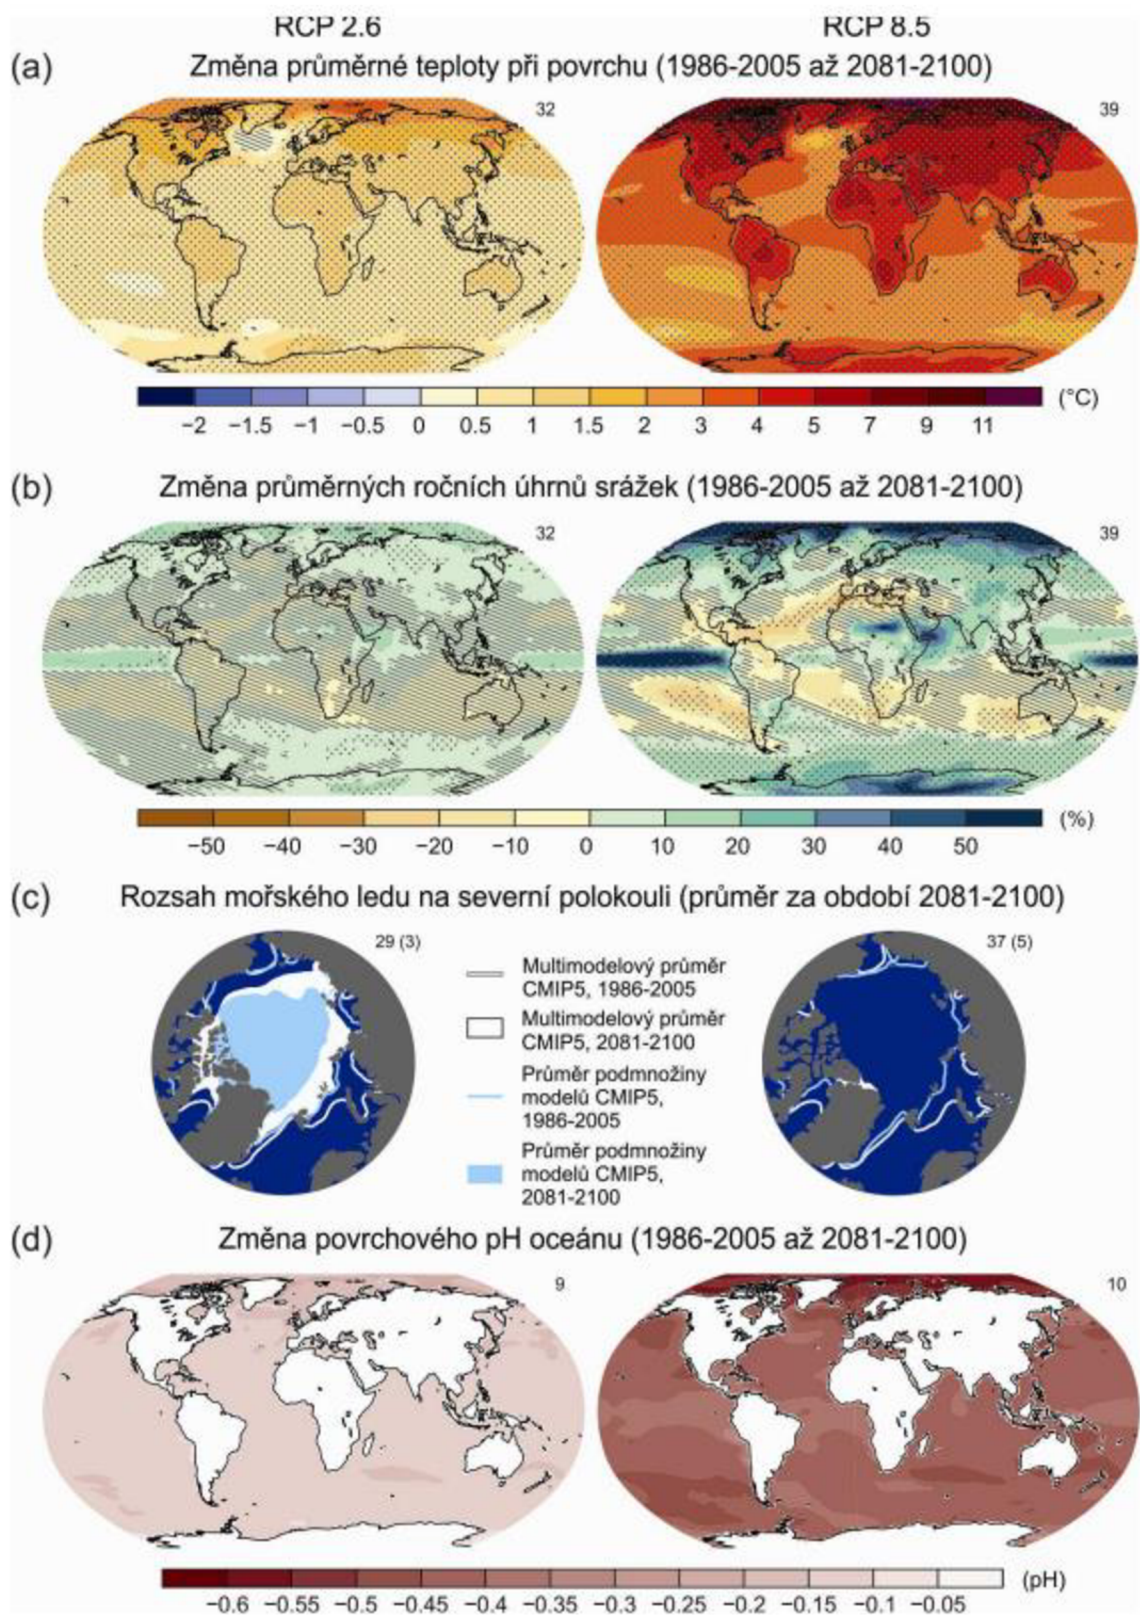 RCP 2.6 RCP 8.5
(a) Změna průměrné teploty při povrchu (1986-2005 až 2081-2100)
32 39
−2 −1.5 −1 −0.5 0 0.5 1 1.5 2 3 4 5 7 9 11 (°C)
(b) Změna průměrných ročních úhrnů srážek (1986-2005 až 2081-2100)
32 39
−50 −40 −30 −20 −10 0 10 20 30 40 50 (%)
(c) Rozsah mořského ledu na severní polokouli (průměr za období 2081-2100)
29 (3) 37 (5)
Multimodelový průměr
CMIP5, 1986-2005
Multimodelový průměr
CMIP5, 2081-2100
Průměr podmnožiny
modelů CMIP5,
1986-2005
Průměr podmnožiny
modelů CMIP5,
2081-2100
(d) Změna povrchového pH oceánu (1986-2005 až 2081-2100)
9 10
−0.6 −0.55 −0.5 −0.45 −0.4 −0.35 −0.3 −0.25 −0.2 −0.15 −0.1 −0.05 (pH)